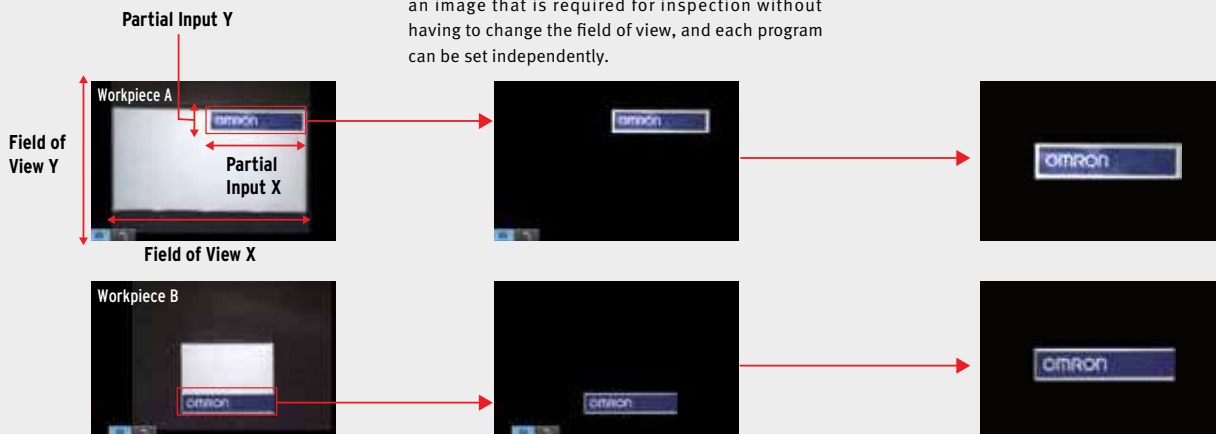 an image that is required for inspection without
having to change the field of view, and each program
can be set independently.
Partial Input Y
Workpiece A
omron
omron
omron
Field of
View Y
Partial
Input X
Field of View X
Workpiece B
omron
omron
omron